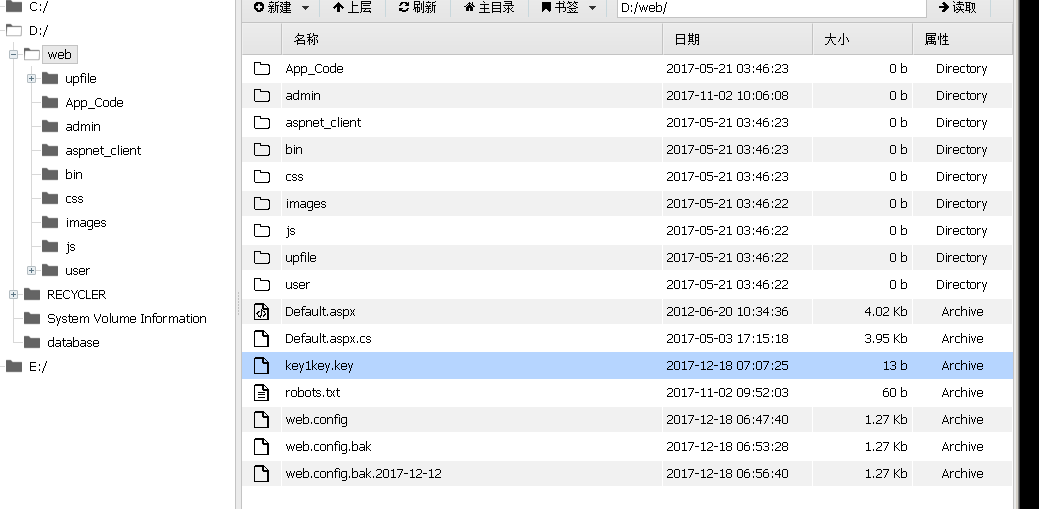 C:/
D:/
web
upfile
App_Code
admin
aspnet_client
bin
css
images
js
user
RECYCLER
System Volume Information
database
E:/
新建 上层 刷新 主目录 书签 D:/web/ 读取
名称 日期 大小 属性
App_Code 2017-05-21 03:46:23 0 b Directory
admin 2017-11-02 10:06:08 0 b Directory
aspnet_client 2017-05-21 03:46:23 0 b Directory
bin 2017-05-21 03:46:23 0 b Directory
css 2017-05-21 03:46:23 0 b Directory
images 2017-05-21 03:46:22 0 b Directory
js 2017-05-21 03:46:22 0 b Directory
upfile 2017-05-21 03:46:22 0 b Directory
user 2017-05-21 03:46:22 0 b Directory
Default.aspx 2012-06-20 10:34:36 4.02 Kb Archive
Default.aspx.cs 2017-05-03 17:15:18 3.95 Kb Archive
key1key.key 2017-12-18 07:07:25 13 b Archive
robots.txt 2017-11-02 09:52:03 60 b Archive
web.config 2017-12-18 06:47:40 1.27 Kb Archive
web.config.bak 2017-12-18 06:53:28 1.27 Kb Archive
web.config.bak.2017-12-12 2017-12-18 06:56:40 1.27 Kb Archive